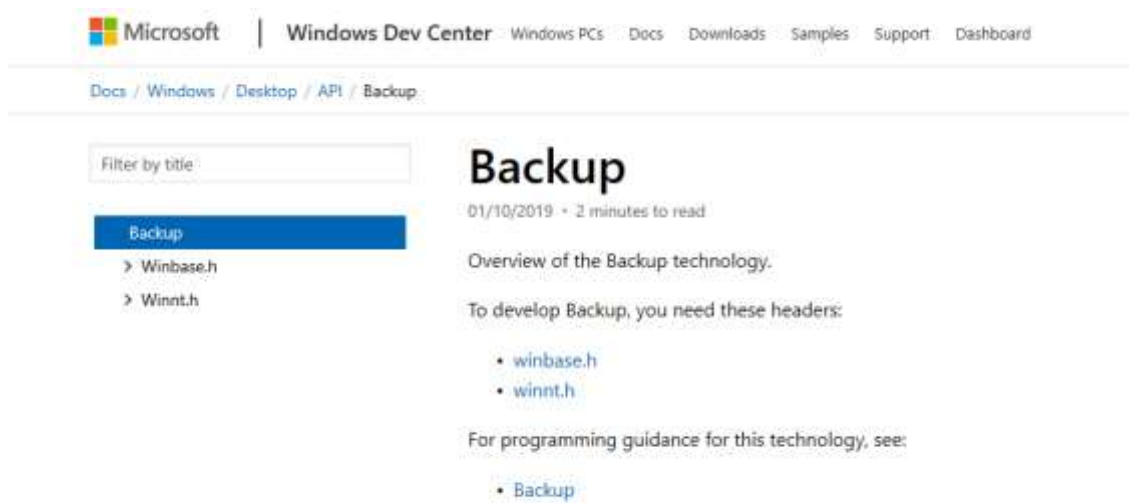 Microsoft | Windows Dev Center Windows PCs Docs Downloads Samples Support Dashboard
Docs / Windows / Desktop / API / Backup
Filter by title
Backup
> Winbase.h
> Winnt.h
Backup
01/10/2019 • 2 minutes to read
Overview of the Backup technology.
To develop Backup, you need these headers:
• winbase.h
• winnt.h
For programming guidance for this technology, see:
• Backup